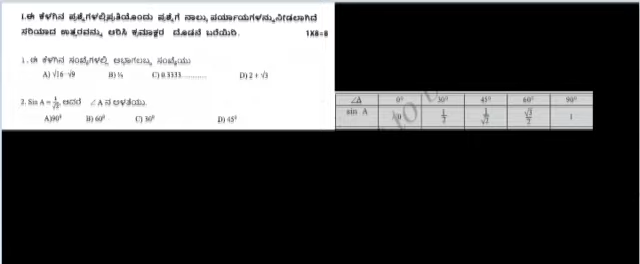 I.ಈ ಕೆಳಗಿನ ಪ್ರಶ್ನೆಗಳಲ್ಲಿ ಪ್ರತಿಯೊಂದು ಪ್ರಶ್ನೆಗೆ ನಾಲ್ಕು ಪರ್ಯಾಯಗಳನ್ನು ನೀಡಲಾಗಿದೆ
ಸರಿಯಾದ ಉತ್ತರವನ್ನು ಆರಿಸಿ ಕ್ರಮಾಕ್ಷರ ದೊಡನೆ ಬರೆಯಿರಿ. 1X8=8
1. ಈ ಕೆಳಗಿನ ಸಂಖ್ಯೆಗಳಲ್ಲಿ ಅಭಾಗಲಬ್ಧ ಸಂಖ್ಯೆಯು
A) √16-√9 B) ½ C) 0.3333............ D) 2 + √3
2. Sin A = 1/√2 ಆದರೆ ∠A ನ ಅಳತೆಯು.
A)90⁰ B) 60⁰ C) 30⁰ D) 45⁰
∠A 0⁰ 30⁰ 45⁰ 60⁰ 90⁰
sin A 0 1/2 1/√2 √3/2 1